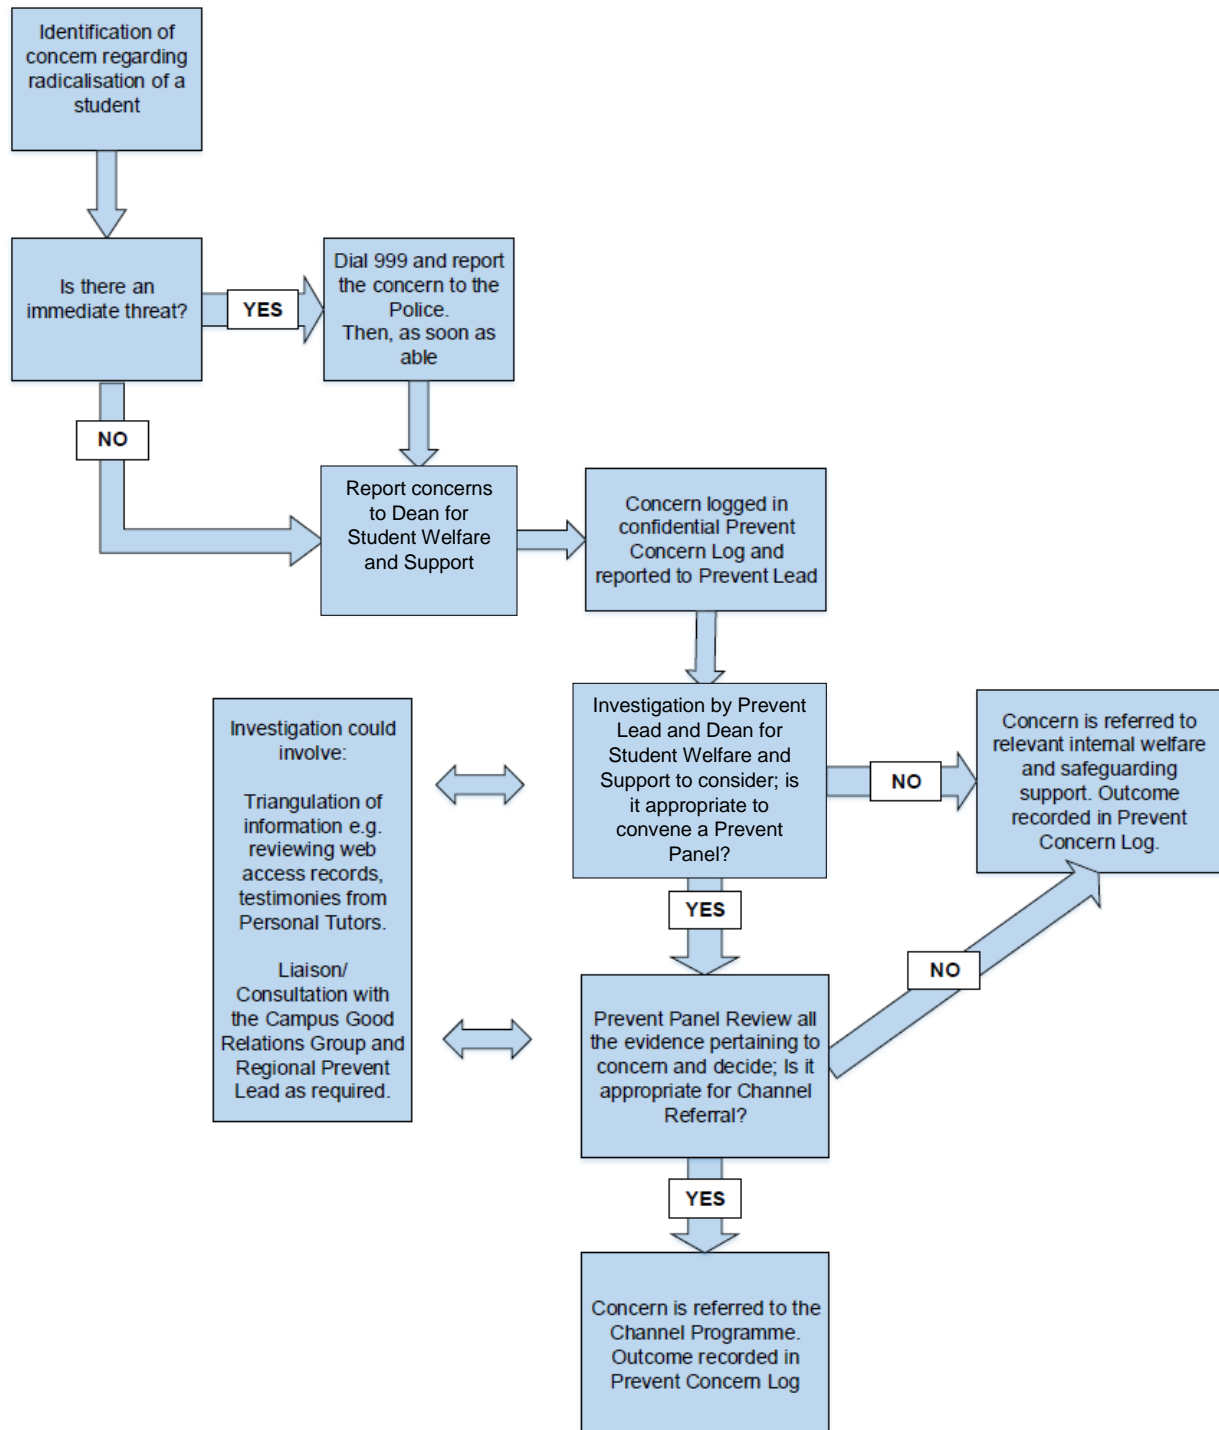 Identification of
concern regarding
radicalisation of a
student
Is there an
immediate threat?
YES
Dial 999 and report
the concern to the
Police.
Then, as soon as
able
NO
Report concerns
to Dean for
Student Welfare
and Support
Concern logged in
confidential Prevent
Concern Log and
reported to Prevent Lead
Investigation could
involve:
Triangulation of
information e.g.
reviewing web
access records,
testimonies from
Personal Tutors.
Liaison/
Consultation with
the Campus Good
Relations Group and
Regional Prevent
Lead as required.
Investigation by Prevent
Lead and Dean for
Student Welfare and
Support to consider; is
it appropriate to
convene a Prevent
Panel?
NO
Concern is referred to
relevant internal welfare
and safeguarding
support. Outcome
recorded in Prevent
Concern Log.
YES
NO
Prevent Panel Review all
the evidence pertaining to
concern and decide; Is it
appropriate for Channel
Referral?
YES
Concern is referred to the
Channel Programme.
Outcome recorded in
Prevent Concern Log